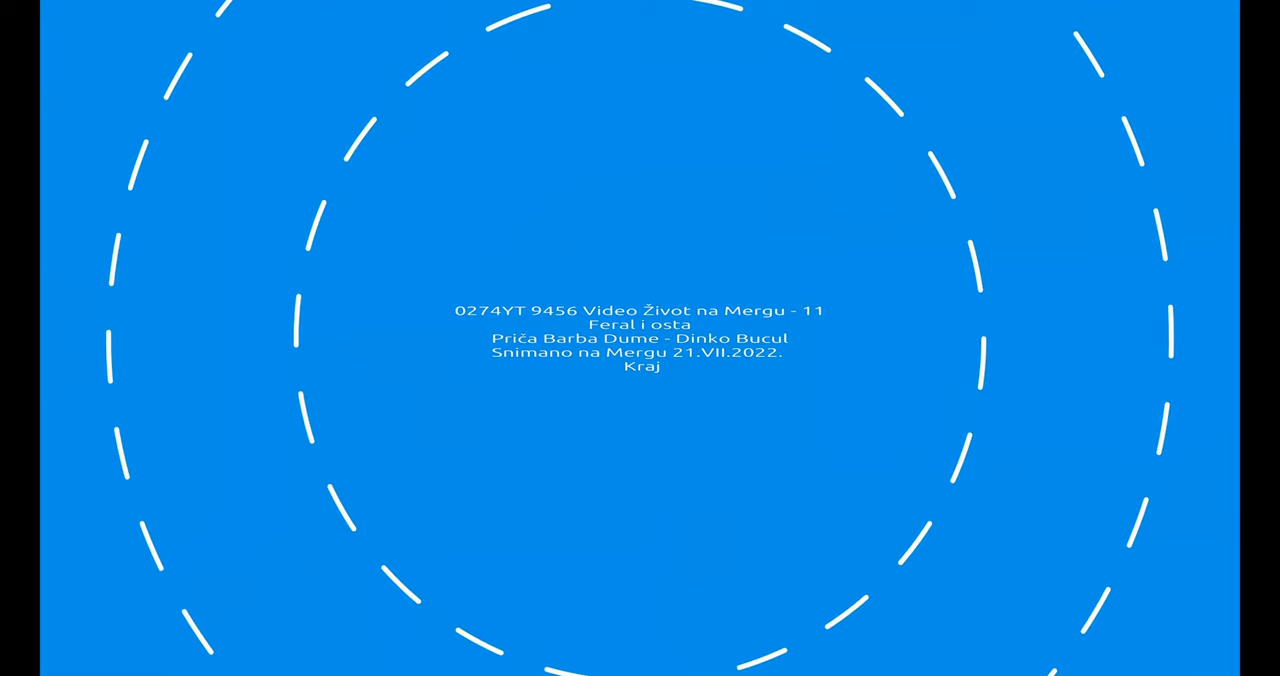 0274YT 9456 Video Život na Mergu - 11
Feral i osta
Priča Barba Dume - Dinko Bucul
Snimano na Mergu 21.VII.2022.
Kraj